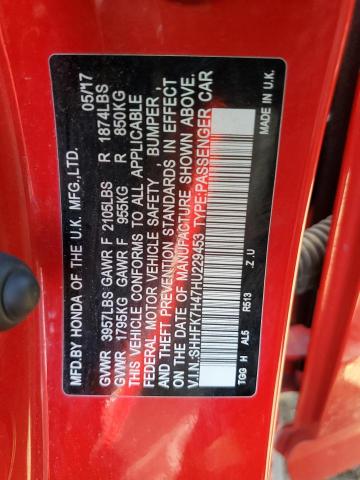 MFD.BY HONDA OF THE U.K. MFG.,LTD. 05/17
GVWR 3957LBS GAWR F 2105LBS R 1874LBS
GVWR 1795KG GAWR F 955KG R 850KG
THIS VEHICLE CONFORMS TO ALL APPLICABLE
FEDERAL MOTOR VEHICLE SAFETY, BUMPER,
AND THEFT PREVENTION STANDARDS IN EFFECT
ON THE DATE OF MANUFACTURE SHOWN ABOVE.
V.I.N.:SHHFK7H47HU229453 TYPE:PASSENGER CAR
TGG H AL5 R513 .Z.U MADE IN U.K.